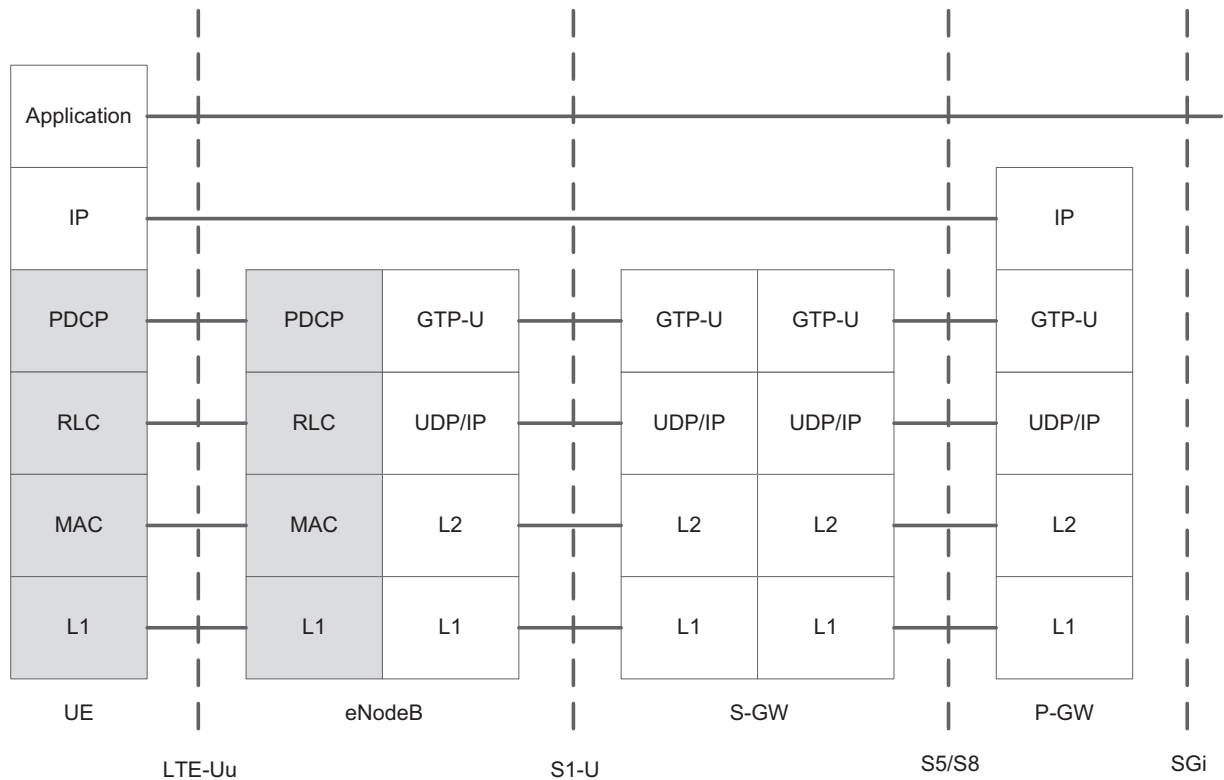 Application
IP
IP
PDCP
PDCP
GTP-U
GTP-U
GTP-U
GTP-U
RLC
RLC
UDP/IP
UDP/IP
UDP/IP
UDP/IP
MAC
MAC
L2
L2
L2
L2
L1
L1
L1
L1
L1
L1
UE
eNodeB
S-GW
P-GW
LTE-Uu
S1-U
S5/S8
SGi